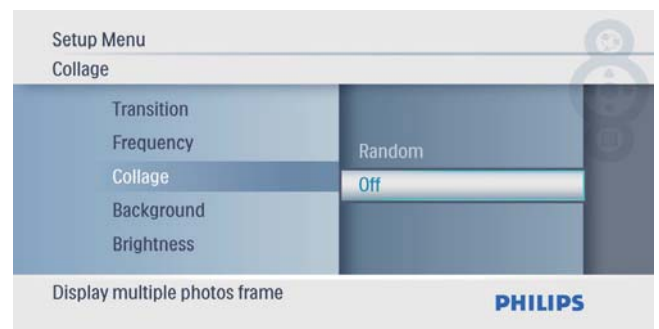 Setup Menu
Collage
Transition
Frequency
Collage
Background
Brightness
Random
Off
Display multiple photos frame
PHILIPS